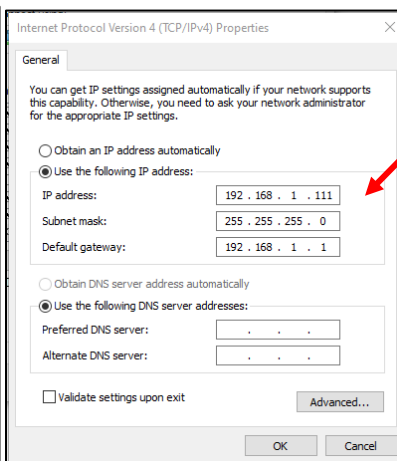 Internet Protocol Version 4 (TCP/IPv4) Properties
General
You can get IP settings assigned automatically if your network supports
this capability. Otherwise, you need to ask your network administrator
for the appropriate IP settings.
Obtain an IP address automatically
Use the following IP address:
IP address: 192 . 168 . 1 . 111
Subnet mask: 255 . 255 . 255 . 0
Default gateway: 192 . 168 . 1 . 1
Obtain DNS server address automatically
Use the following DNS server addresses:
Preferred DNS server: . . .
Alternate DNS server: . . .
Validate settings upon exit
Advanced...
OK Cancel